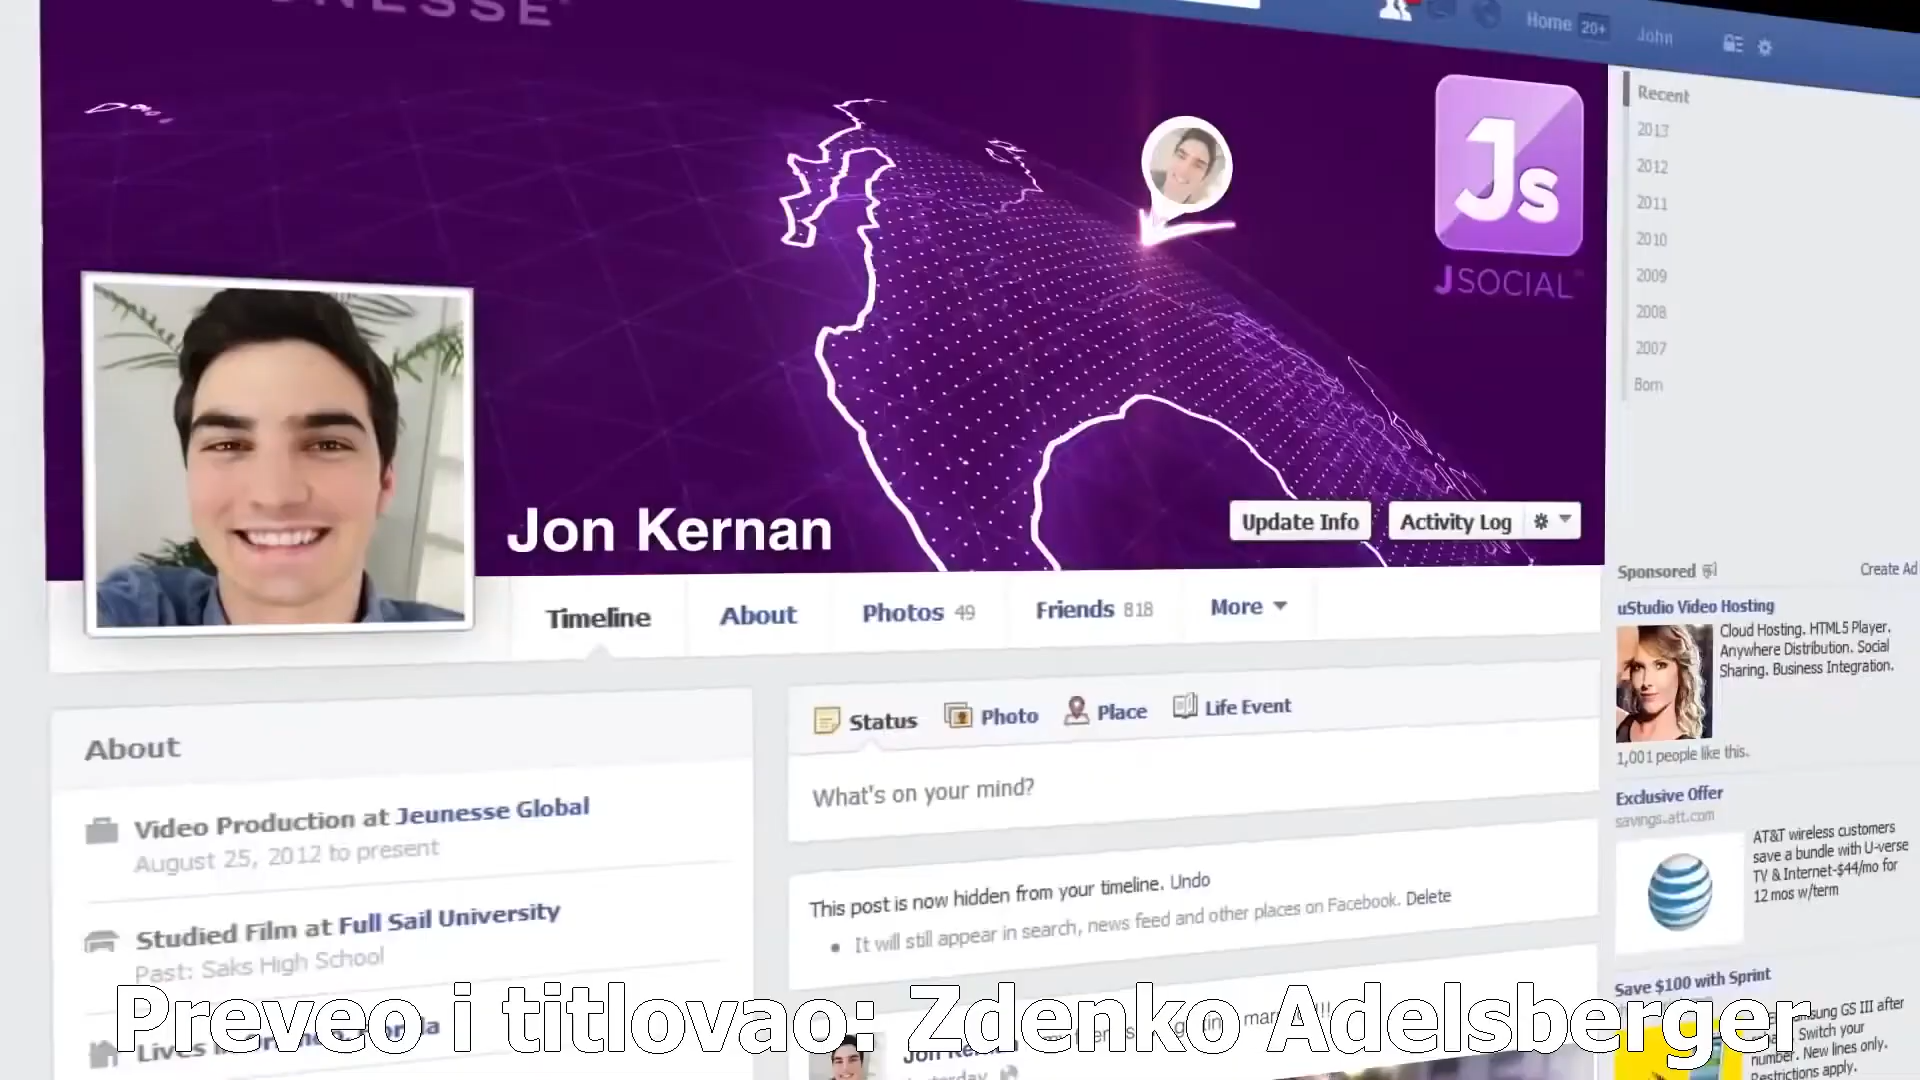 Home 20+
John
Recent
2013
2012
2011
2010
2009
2008
2007
Born
Js
JSOCIAL
Jon Kernan
Update Info
Activity Log
Timeline
About
Photos 49
Friends 818
More
About
Video Production at Jeunesse Global
August 25, 2012 to present
Studied Film at Full Sail University
Past: Saks High School
Lives
Status
Photo
Place
Life Event
What's on your mind?
This post is now hidden from your timeline. Undo
It will still appear in search, news feed and other places on Facebook. Delete
Sponsored
Create Ad
uStudio Video Hosting
Cloud Hosting. HTML5 Player.
Anywhere Distribution. Social
Sharing. Business Integration.
1,001 people like this.
Exclusive Offer
savings.att.com
AT&T wireless customers
save a bundle with U-verse
TV & Internet-$44/mo for
12 mos w/term
Save $100 with Sprint
GS III after
Switch your
number. New lines only.
Restrictions apply.
Preveo i titlovao: Zdenko Adelsberger